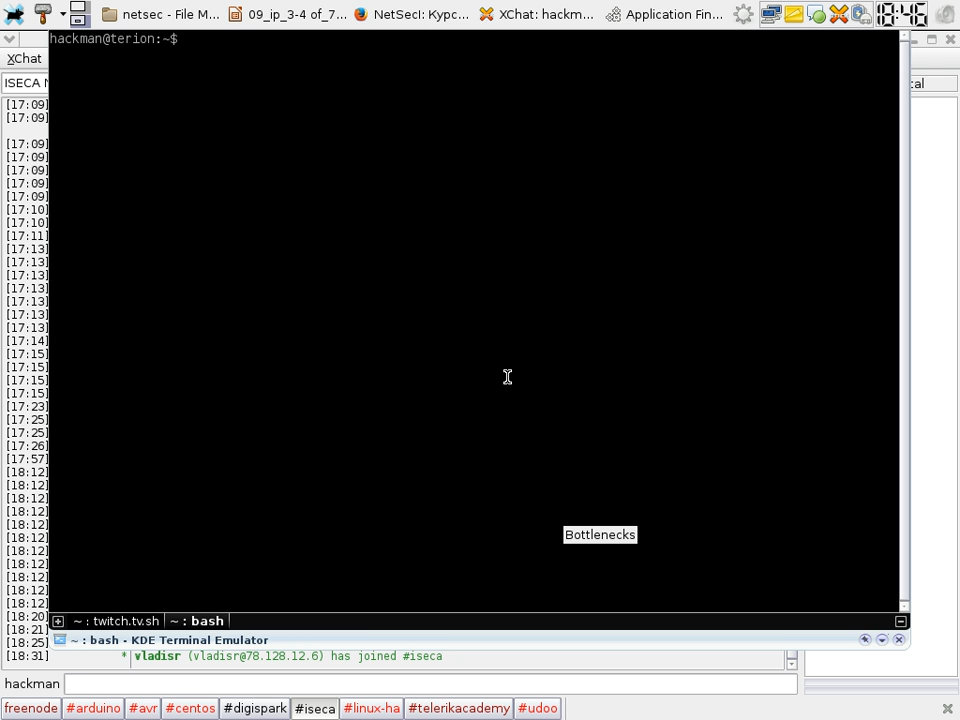 netsec - File M...
09_ip_3-4 of_7...
NetSecI: Курс...
XChat: hackm...
Application Fin...
18:46
hackman@terion:~$
XChat
ISECA N
tal
[17:09]
[17:09]
[17:09]
[17:09]
[17:09]
[17:09]
[17:09]
[17:10]
[17:10]
[17:11]
[17:13]
[17:13]
[17:13]
[17:13]
[17:13]
[17:13]
[17:13]
[17:14]
[17:15]
[17:15]
[17:15]
[17:15]
[17:23]
[17:25]
[17:25]
[17:26]
[17:57]
[18:12]
[18:12]
[18:12]
[18:12]
[18:12]
[18:12]
[18:12]
[18:12]
[18:12]
[18:12]
[18:12]
[18:20]
[18:21]
[18:25]
Bottlenecks
~ : twitch.tv.sh
~ : bash
~ : bash - KDE Terminal Emulator
[18:31] * vladisr (vladisr@78.128.12.6) has joined #iseca
hackman
freenode #arduino #avr #centos #digispark #iseca #linux-ha #telerikacademy #udoo